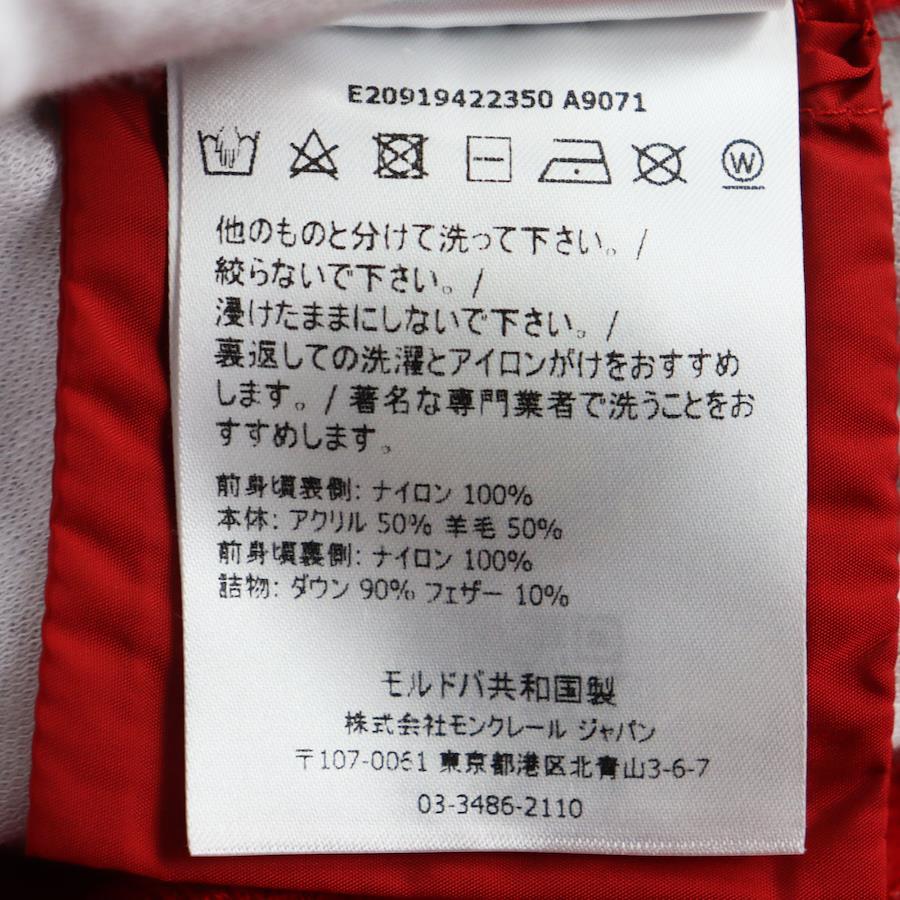 E20919422350 A9071
W
他のものと分けて洗って下さい。/
絞らないで下さい。/
浸けたままにしないで下さい。/
裏返しての洗濯とアイロンがけをおすすめ
します。/ 著名な専門業者で洗うことをお
すすめします。
前身頃裏側: ナイロン 100%
本体: アクリル 50% 羊毛 50%
前身頃裏側: ナイロン 100%
詰物: ダウン 90% フェザー 10%
モルドバ共和国製
株式会社モンクレール ジャパン
〒107-0061 東京都港区北青山3-6-7
03-3486-2110